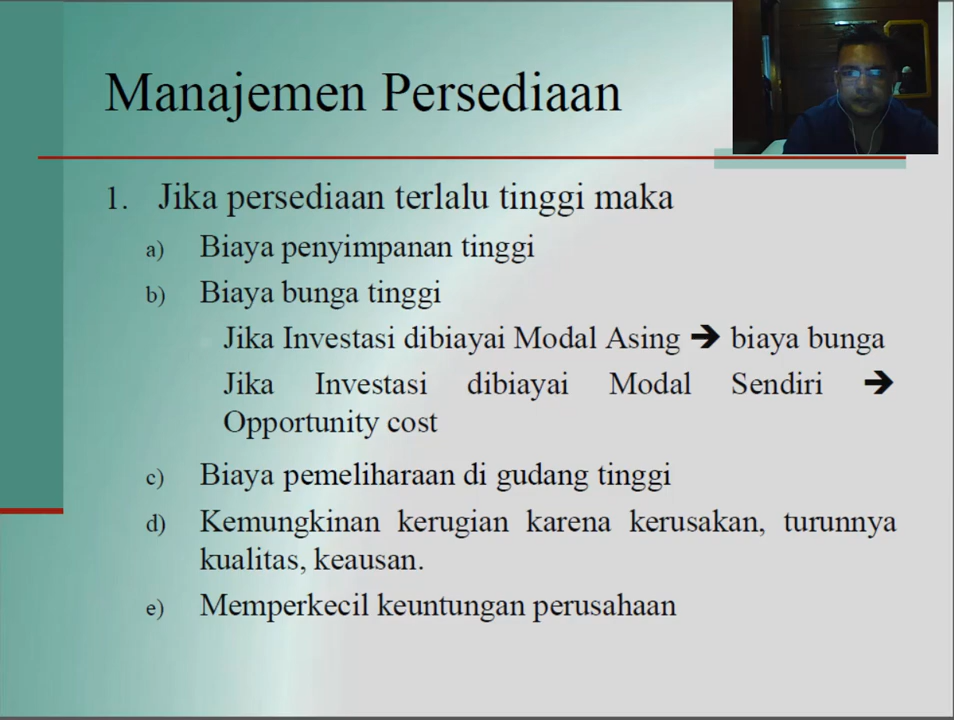 Manajemen Persediaan
1. Jika persediaan terlalu tinggi maka
a) Biaya penyimpanan tinggi
b) Biaya bunga tinggi
Jika Investasi dibiayai Modal Asing ➔ biaya bunga
Jika Investasi dibiayai Modal Sendiri ➔
Opportunity cost
c) Biaya pemeliharaan di gudang tinggi
d) Kemungkinan kerugian karena kerusakan, turunnya
kualitas, keausan.
e) Memperkecil keuntungan perusahaan